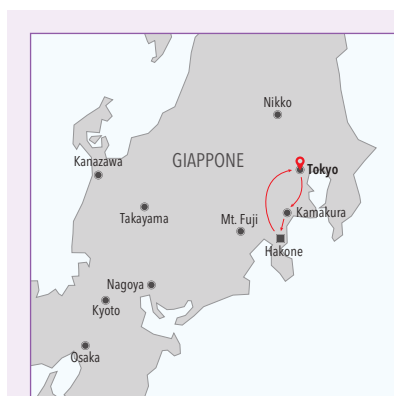 Nikko
Kanazawa
GIAPPONE
Tokyo
Takayama
Mt. Fuji
Kamakura
Hakone
Nagoya
Kyoto
Osaka